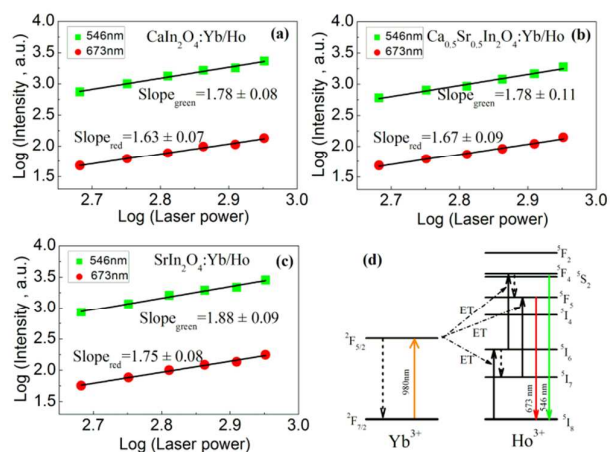 CaIn2O4:Yb/Ho
(a)
546nm
673nm
Slope_green=1.78 ± 0.08
Slope_red=1.63 ± 0.07
Log (Intensity , a.u.)
4.0
3.5
3.0
2.5
2.0
1.5
2.7
2.8
2.9
3.0
Log (Laser power)
Ca0.5Sr0.5In2O4:Yb/Ho
(b)
546nm
673nm
Slope_green=1.78 ± 0.11
Slope_red=1.67 ± 0.09
Log (Intensity , a.u.)
4.0
3.5
3.0
2.5
2.0
1.5
2.7
2.8
2.9
3.0
Log (Laser power)
546nm
673nm
(c)
SrIn2O4:Yb/Ho
Slope_green=1.88 ± 0.09
Slope_red=1.75 ± 0.08
Log (Intensity , a.u.)
4.0
3.5
3.0
2.5
2.0
1.5
2.7
2.8
2.9
3.0
Log (Laser power)
(d)
5F2
5F4
5S2
5F5
5I4
5I6
5I7
5I8
ET
ET
ET
2F5/2
2F7/2
980nm
673 nm
546 nm
Yb3+
Ho3+